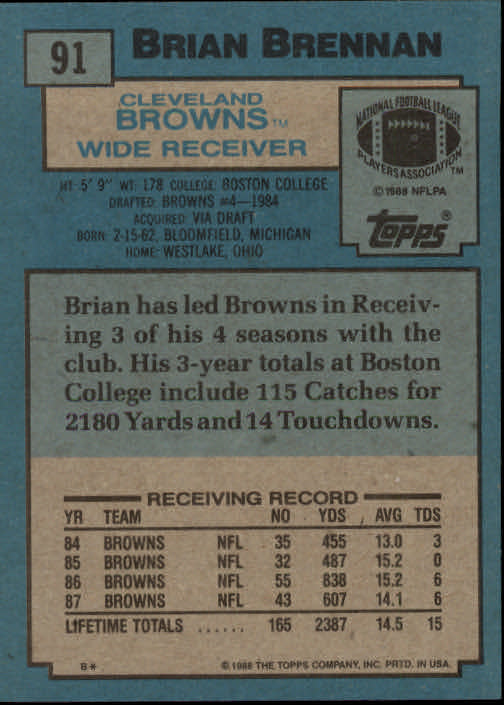 91
BRIAN BRENNAN
CLEVELAND
BROWNS TM
WIDE RECEIVER
NATIONAL FOOTBALL LEAGUE
PLAYERS ASSOCIATION TM
© 1988 NFLPA
TOPPS ®
HT: 5' 9" WT: 178 COLLEGE: BOSTON COLLEGE
DRAFTED: BROWNS #4—1984
ACQUIRED: VIA DRAFT
BORN: 2-15-62, BLOOMFIELD, MICHIGAN
HOME: WESTLAKE, OHIO
Brian has led Browns in Receiv-
ing 3 of his 4 seasons with the
club. His 3-year totals at Boston
College include 115 Catches for
2180 Yards and 14 Touchdowns.
RECEIVING RECORD
YR TEAM NO YDS AVG TDS
84 BROWNS NFL 35 455 13.0 3
85 BROWNS NFL 32 487 15.2 0
86 BROWNS NFL 55 838 15.2 6
87 BROWNS NFL 43 607 14.1 6
LIFETIME TOTALS ...... 165 2387 14.5 15
B* © 1988 THE TOPPS COMPANY, INC. PRTD. IN USA.